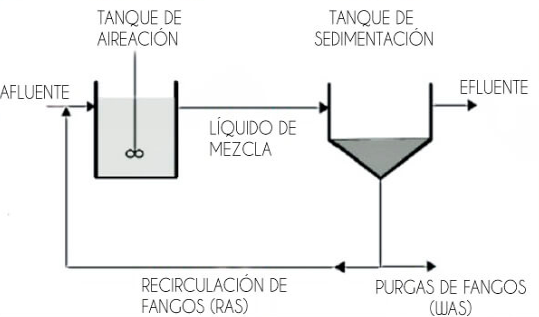 TANQUE DE
AIREACIÓN
TANQUE DE
SEDIMENTACIÓN
AFLUENTE
EFLUENTE
LÍQUIDO DE
MEZCLA
RECIRCULACIÓN DE
FANGOS (RAS)
PURGAS DE FANGOS
(WAS)